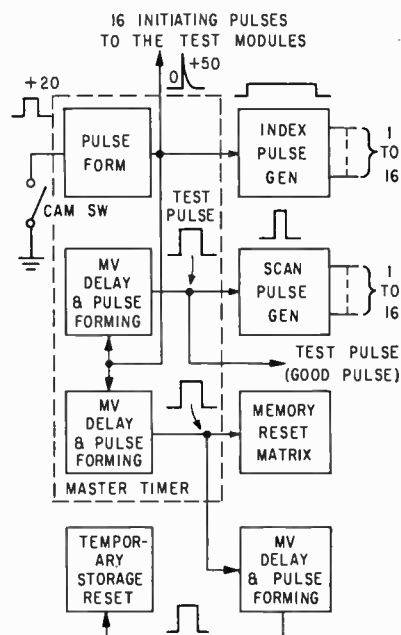 16 INITIATING PULSES
TO THE TEST MODULES
+20
0
+50
PULSE
FORM
INDEX
PULSE
GEN
1
TO
16
CAM SW
TEST
PULSE
MV
DELAY
& PULSE
FORMING
SCAN
PULSE
GEN
1
TO
16
TEST PULSE
(GOOD PULSE)
MV
DELAY
& PULSE
FORMING
MEMORY
RESET
MATRIX
MASTER TIMER
TEMPOR-
ARY
STORAGE
RESET
MV
DELAY
& PULSE
FORMING